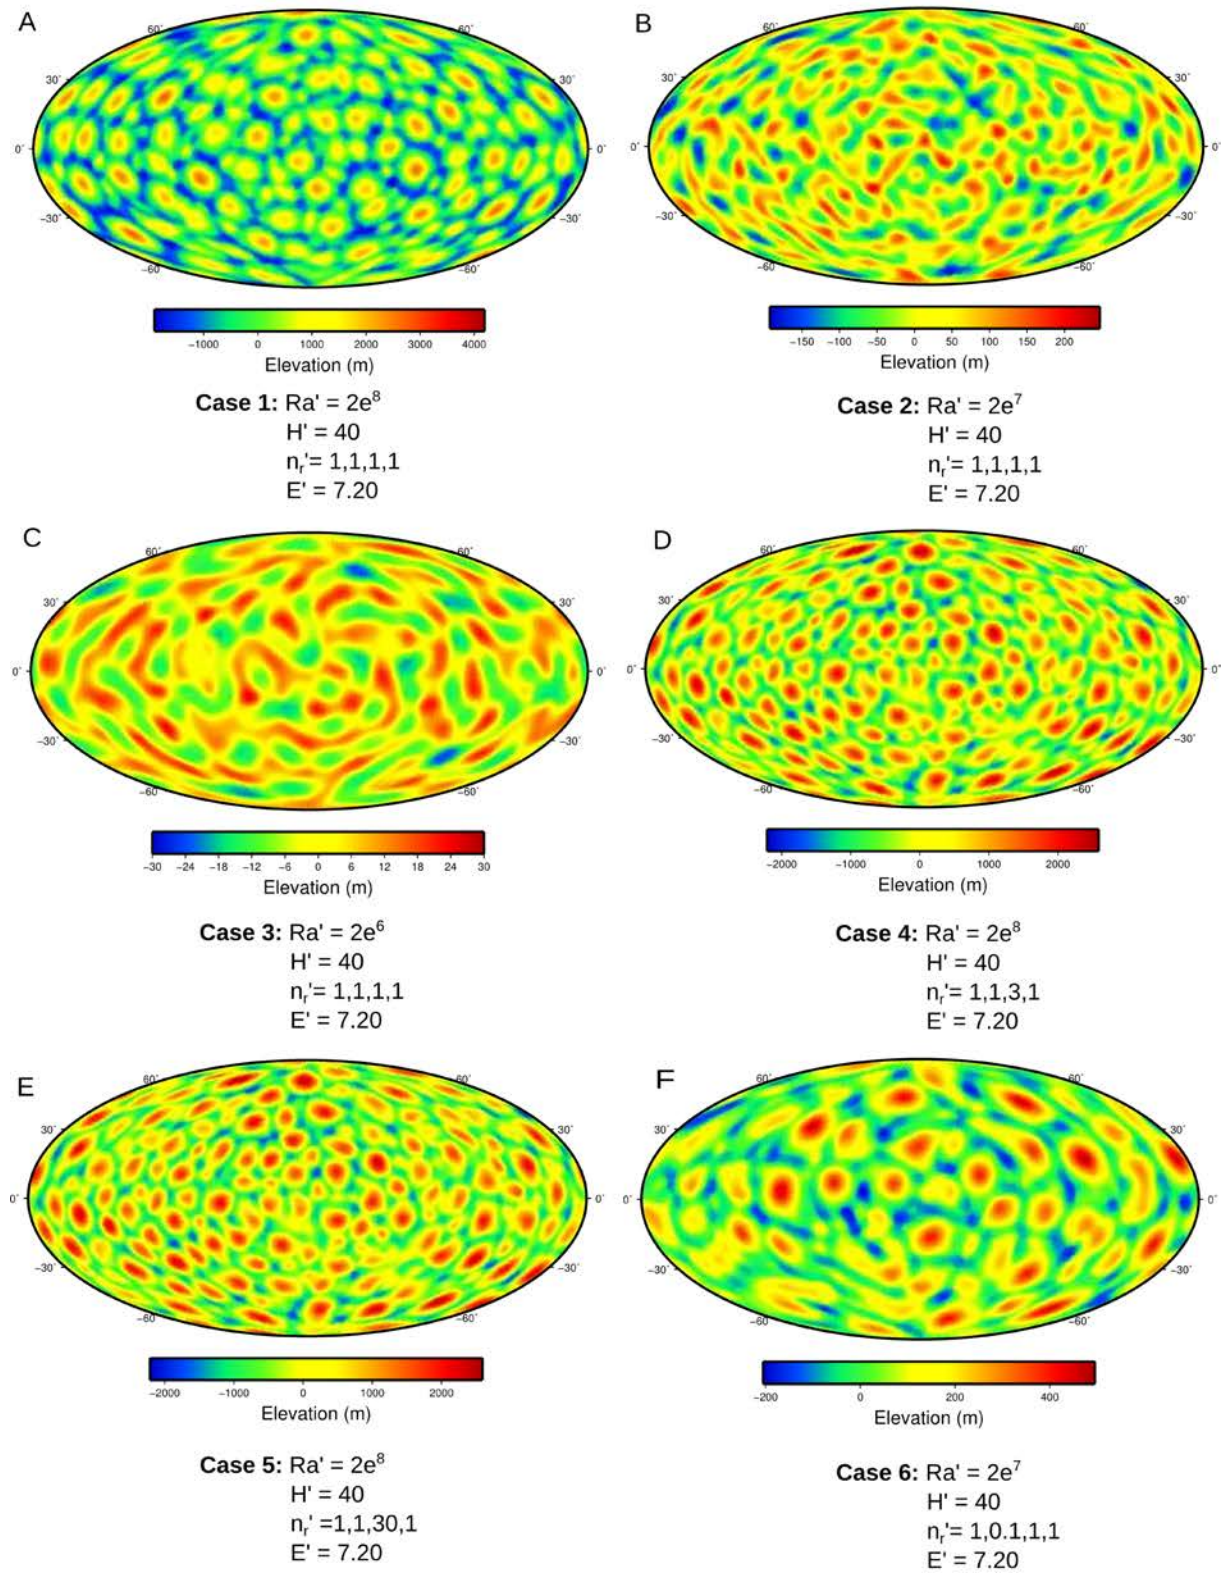 A
60˚
60˚
30˚
30˚
0˚
0˚
−30˚
−30˚
−60˚
−60˚
−1000 0 1000 2000 3000 4000
Elevation (m)
Case 1: Ra' = 2e⁸
H' = 40
nᵣ'= 1,1,1,1
E' = 7.20
B
60˚
60˚
30˚
30˚
0˚
0˚
−30˚
−30˚
−60˚
−60˚
−150 −100 −50 0 50 100 150 200
Elevation (m)
Case 2: Ra' = 2e⁷
H' = 40
nᵣ'= 1,1,1,1
E' = 7.20
C
60˚
60˚
30˚
30˚
0˚
0˚
−30˚
−30˚
−60˚
−60˚
−30 −24 −18 −12 −6 0 6 12 18 24 30
Elevation (m)
Case 3: Ra' = 2e⁶
H' = 40
nᵣ'= 1,1,1,1
E' = 7.20
D
60˚
60˚
30˚
30˚
0˚
0˚
−30˚
−30˚
−60˚
−60˚
−2000 −1000 0 1000 2000
Elevation (m)
Case 4: Ra' = 2e⁸
H' = 40
nᵣ'= 1,1,3,1
E' = 7.20
E
60˚
60˚
30˚
30˚
0˚
0˚
−30˚
−30˚
−60˚
−60˚
−2000 −1000 0 1000 2000
Elevation (m)
Case 5: Ra' = 2e⁸
H' = 40
nᵣ' =1,1,30,1
E' = 7.20
F
60˚
60˚
30˚
30˚
0˚
0˚
−30˚
−30˚
−60˚
−60˚
−200 0 200 400
Elevation (m)
Case 6: Ra' = 2e⁷
H' = 40
nᵣ'= 1,0.1,1,1
E' = 7.20